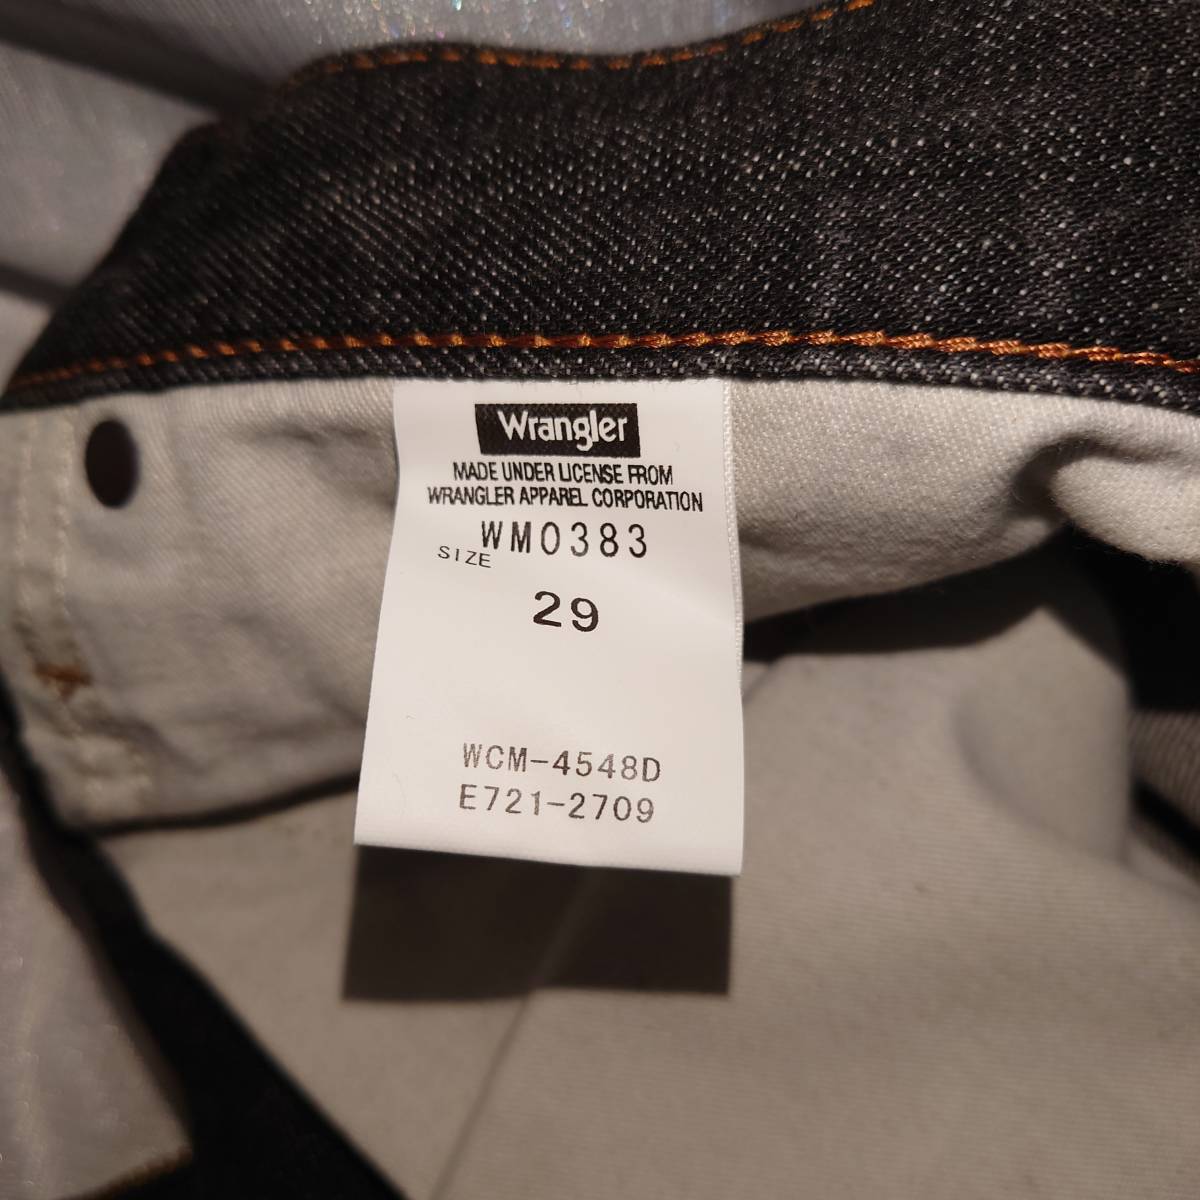 Wrangler
MADE UNDER LICENSE FROM
WRANGLER APPAREL CORPORATION
WM0383
SIZE
29
WCM-4548D
E721-2709